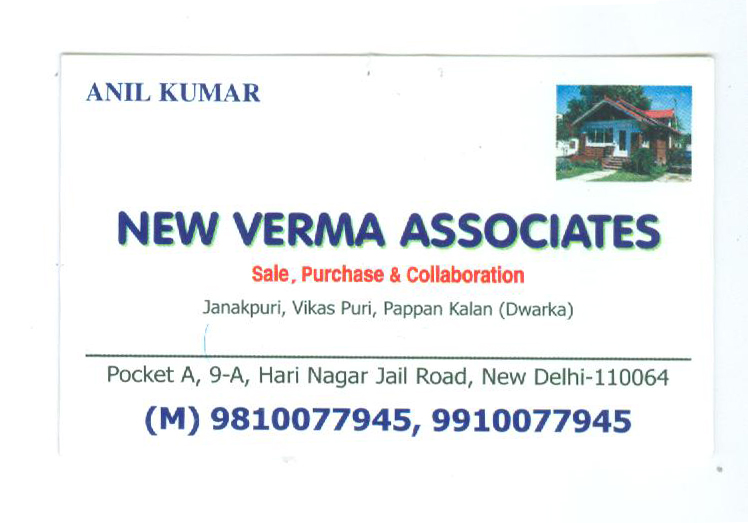 ANIL KUMAR
NEW VERMA ASSOCIATES
Sale, Purchase & Collaboration
Janakpuri, Vikas Puri, Pappan Kalan (Dwarka)
Pocket A, 9-A, Hari Nagar Jail Road, New Delhi-110064
(M) 9810077945, 9910077945